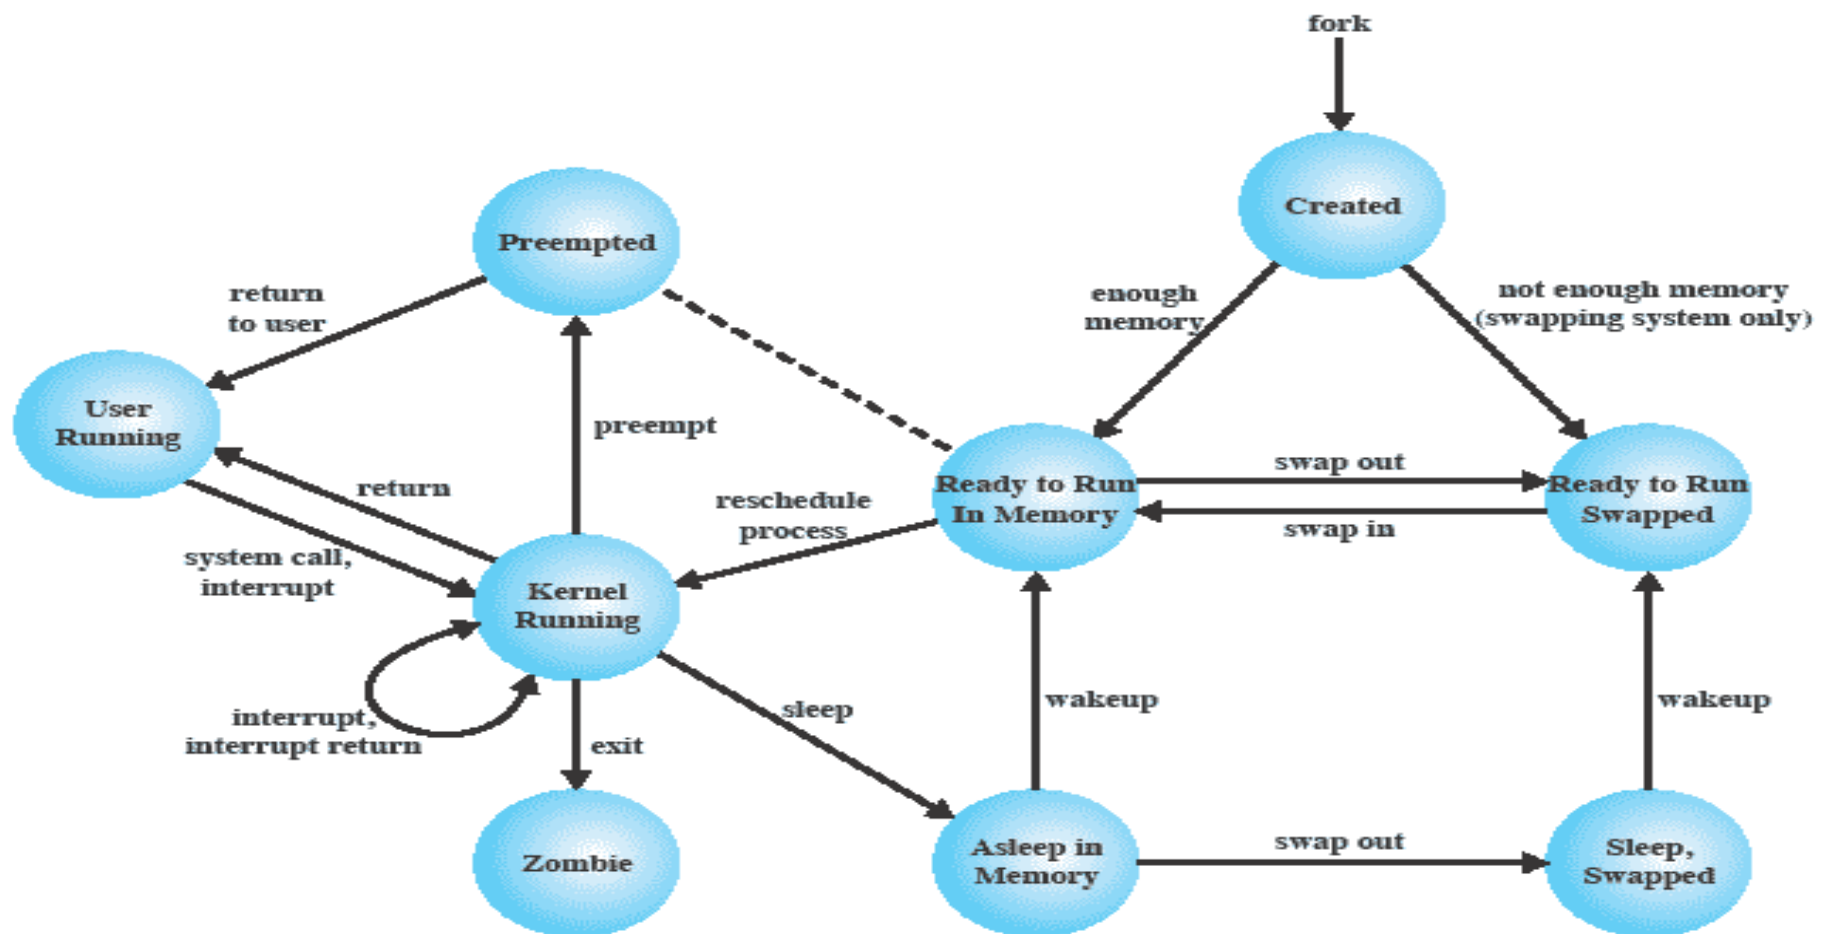 fork
Created
Preempted
return
to user
enough
memory
not enough memory
(swapping system only)
User
Running
preempt
return
reschedule
process
Ready to Run
In Memory
swap out
swap in
Ready to Run
Swapped
system call,
interrupt
Kernel
Running
interrupt,
interrupt return
exit
sleep
wakeup
wakeup
Zombie
Asleep in
Memory
swap out
Sleep,
Swapped